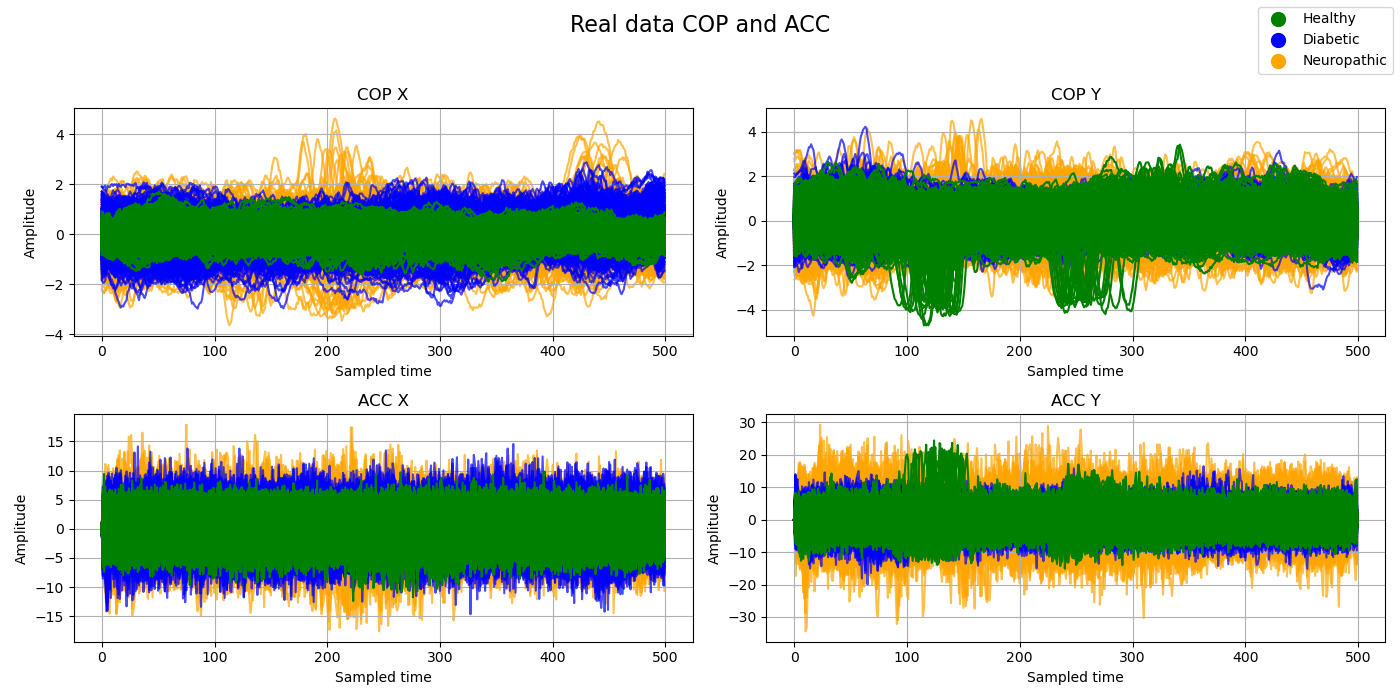 Real data COP and ACC
Healthy
Diabetic
Neuropathic
COP X
4
2
0
−2
−4
Amplitude
0 100 200 300 400 500
Sampled time
COP Y
4
2
0
−2
−4
Amplitude
0 100 200 300 400 500
Sampled time
ACC X
15
10
5
0
−5
−10
−15
Amplitude
0 100 200 300 400 500
Sampled time
ACC Y
30
20
10
0
−10
−20
−30
Amplitude
0 100 200 300 400 500
Sampled time